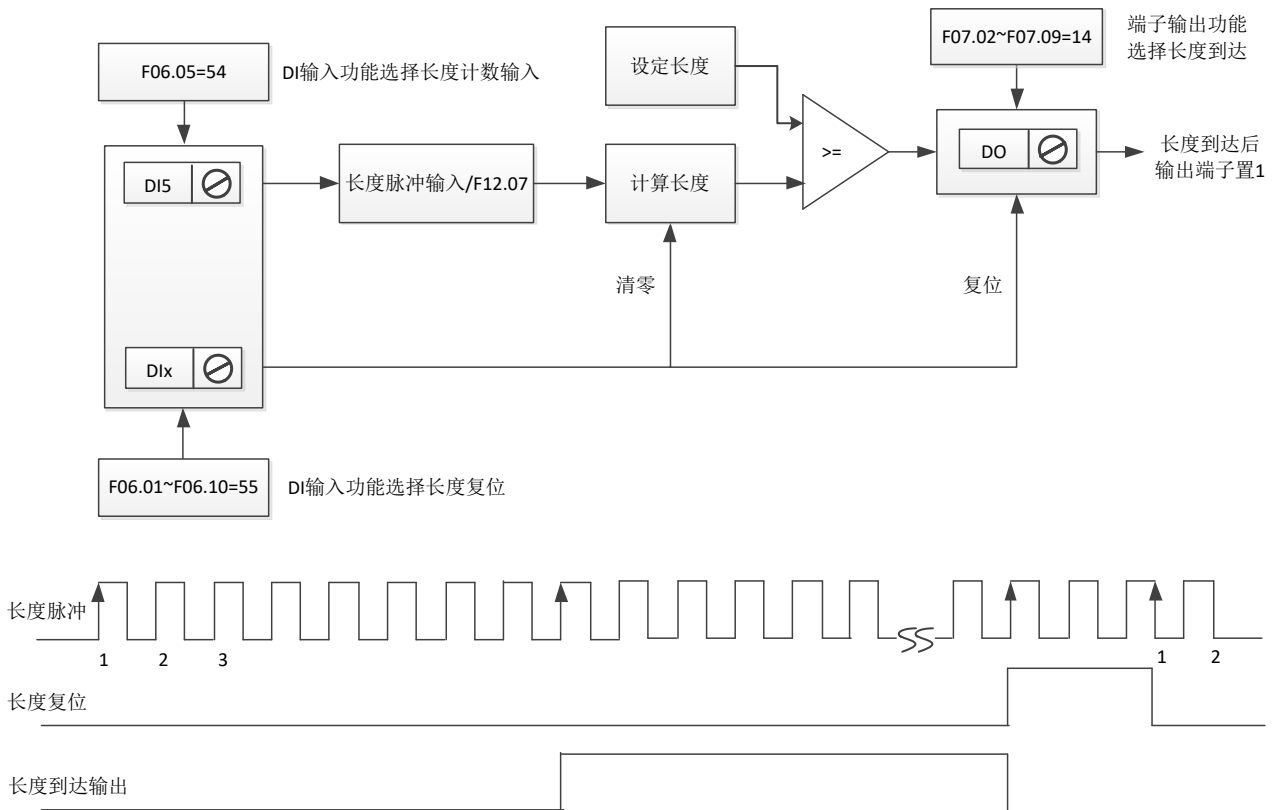 F06.05=54
DI输入功能选择长度计数输入
设定长度
F07.02~F07.09=14
端子输出功能
选择长度到达
DI5
长度脉冲输入/F12.07
计算长度
>=
DO
长度到达后
输出端子置1
清零
复位
DIx
F06.01~F06.10=55
DI输入功能选择长度复位
长度脉冲
1 2 3 1 2
长度复位
长度到达输出